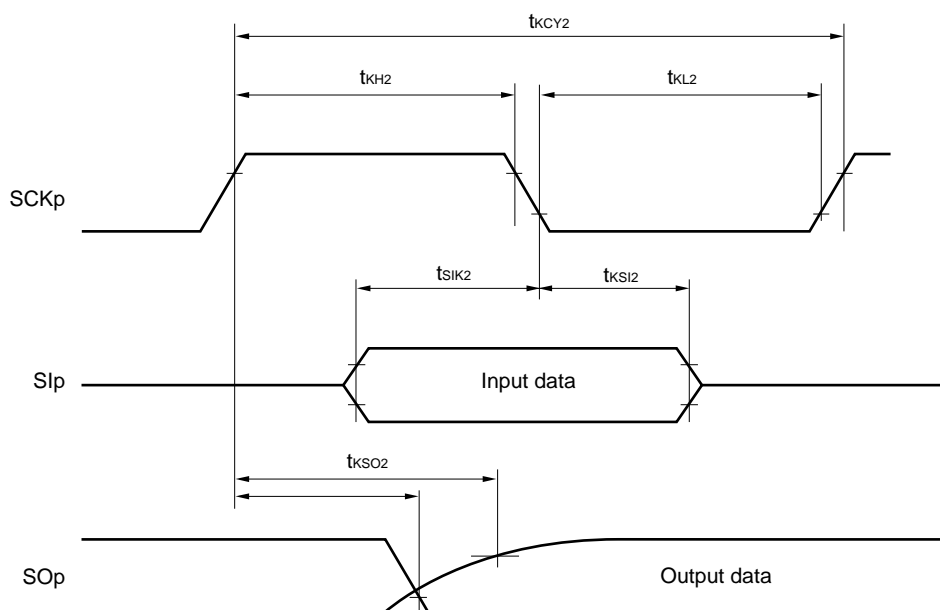 tKCY2
tKH2
tKL2
SCKp
tSIK2
tKSI2
SIp
Input data
tKSO2
SOp
Output data